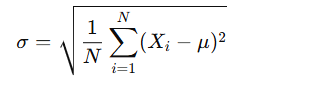 σ = √(1/N ∑_{i=1}^{N} (X_i − μ)²)